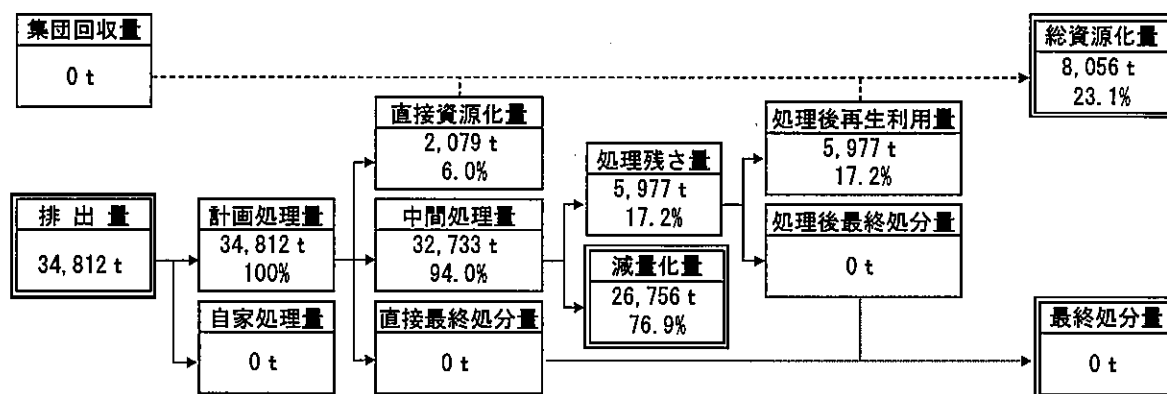 集団回収量
0 t
総資源化量
8,056 t
23.1%
直接資源化量
2,079 t
6.0%
処理後再生利用量
5,977 t
17.2%
処理残さ量
5,977 t
17.2%
排出量
34,812 t
計画処理量
34,812 t
100%
中間処理量
32,733 t
94.0%
処理後最終処分量
0 t
減量化量
26,756 t
76.9%
自家処理量
0 t
直接最終処分量
0 t
最終処分量
0 t